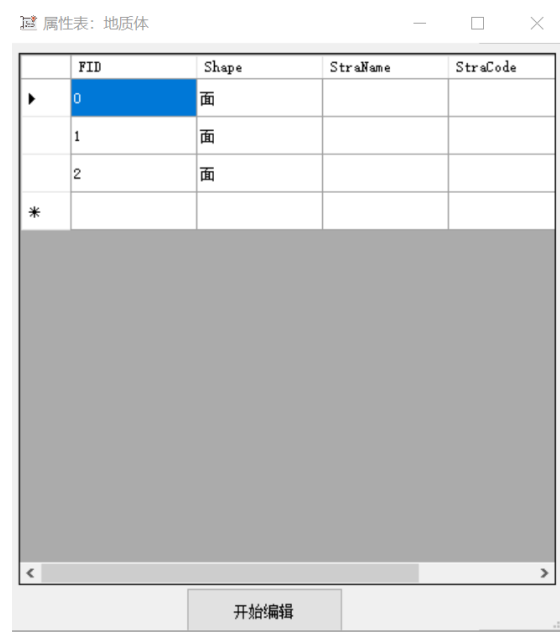 属性表：地质体
FID Shape StraName StraCode
0 面
1 面
2 面
开始编辑